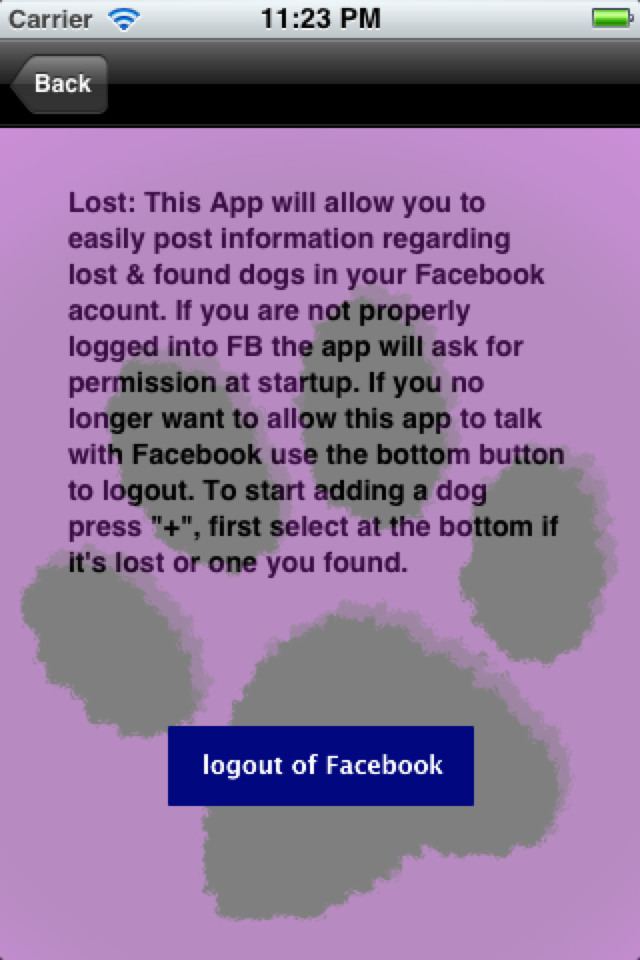 Carrier 11:23 PM
Back
Lost: This App will allow you to
easily post information regarding
lost & found dogs in your Facebook
acount. If you are not properly
logged into FB the app will ask for
permission at startup. If you no
longer want to allow this app to talk
with Facebook use the bottom button
to logout. To start adding a dog
press "+", first select at the bottom if
it's lost or one you found.
logout of Facebook